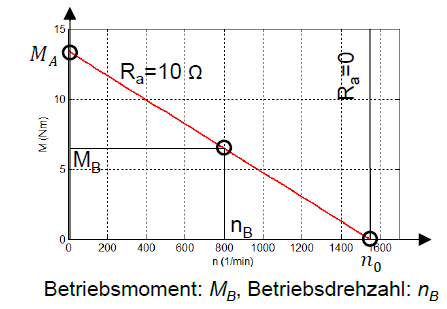 15
M_A
R_a=10 Ω
R_a=0
10
M (Nm)
M_B
5
n_B
0
0 200 400 600 800 1000 1200 1400 1600
n (1/min)
n_0
Betriebsmoment: M_B, Betriebsdrehzahl: n_B